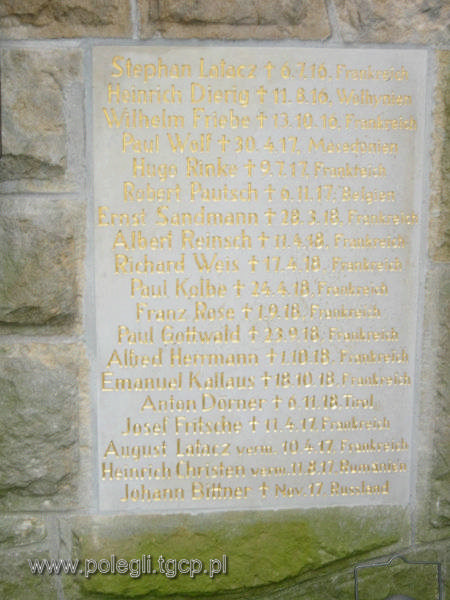 Stephan Latacz † 6.7.16. Frankreich
Heinrich Dierig † 11.8.16. Wolhynien
Wilhelm Friebe † 13.10.16. Frankreich
Paul Wolf † 30.4.17. Macedonien
Hugo Rinke † 9.7.17. Frankreich
Robert Pautsch † 6.11.17. Belgien
Ernst Sandmann † 28.3.18. Frankreich
Albert Reinsch † 11.4.18. Frankreich
Richard Weis † 17.4.18. Frankreich
Paul Kolbe † 24.4.18. Frankreich
Franz Rose † 1.9.18. Frankreich
Paul Gottwald † 23.9.18. Frankreich
Alfred Herrmann † 1.10.18. Frankreich
Emanuel Kallaus † 18.10.18. Frankreich
Anton Dörner † 6.11.18. Tirol
Josef Fritsche † 11.4.17. Frankreich
August Latacz verm. 10.4.17. Frankreich
Heinrich Christen verm. 11.8.17. Rumänien
Johann Bittner † Nov. 17. Russland
www.polegli.tgcp.pl